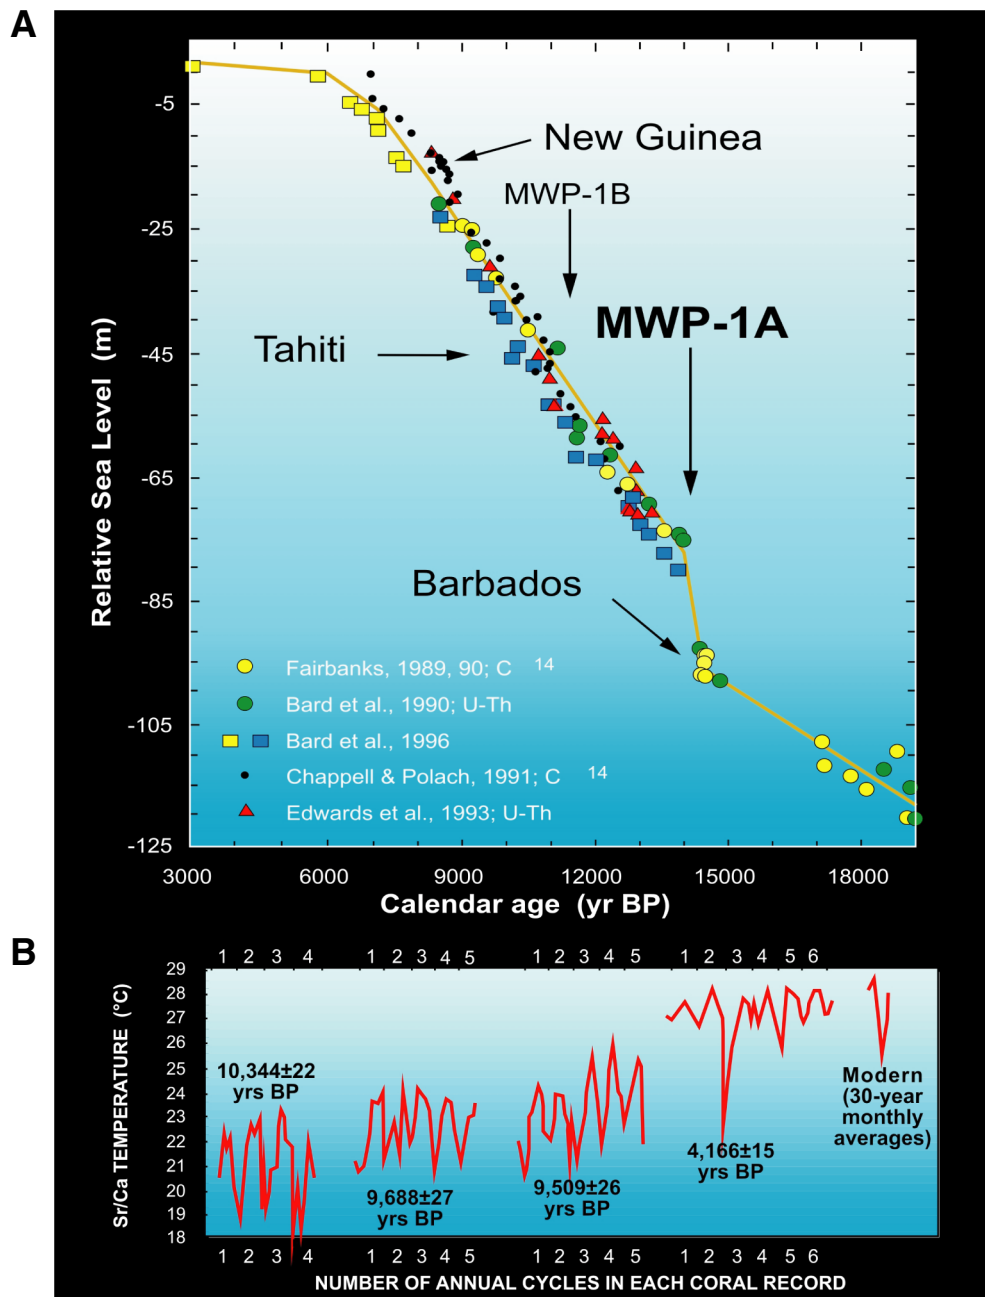 A
New Guinea
MWP-1B
MWP-1A
Tahiti
Barbados
Relative Sea Level (m)
-5
-25
-45
-65
-85
-105
-125
Fairbanks, 1989, 90; C 14
Bard et al., 1990; U-Th
Bard et al., 1996
Chappell & Polach, 1991; C 14
Edwards et al., 1993; U-Th
3000 6000 9000 12000 15000 18000
Calendar age (yr BP)
B
1 2 3 4 1 2 3 4 5 1 2 3 4 5 1 2 3 4 5 6
Sr/Ca TEMPERATURE (°C)
29
28
27
26
25
24
23
22
21
20
19
18
10,344±22
yrs BP
9,688±27
yrs BP
9,509±26
yrs BP
4,166±15
yrs BP
Modern
(30-year
monthly
averages)
1 2 3 4 1 2 3 4 5 1 2 3 4 5 1 2 3 4 5 6
NUMBER OF ANNUAL CYCLES IN EACH CORAL RECORD